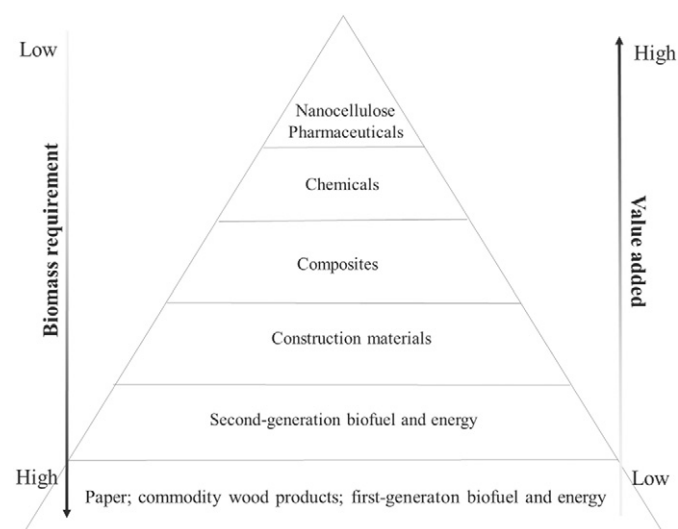 Low
High
Nanocellulose
Pharmaceuticals
Chemicals
Biomass requirement
Value added
Composites
Construction materials
Second-generation biofuel and energy
High
Low
Paper; commodity wood products; first-generaton biofuel and energy